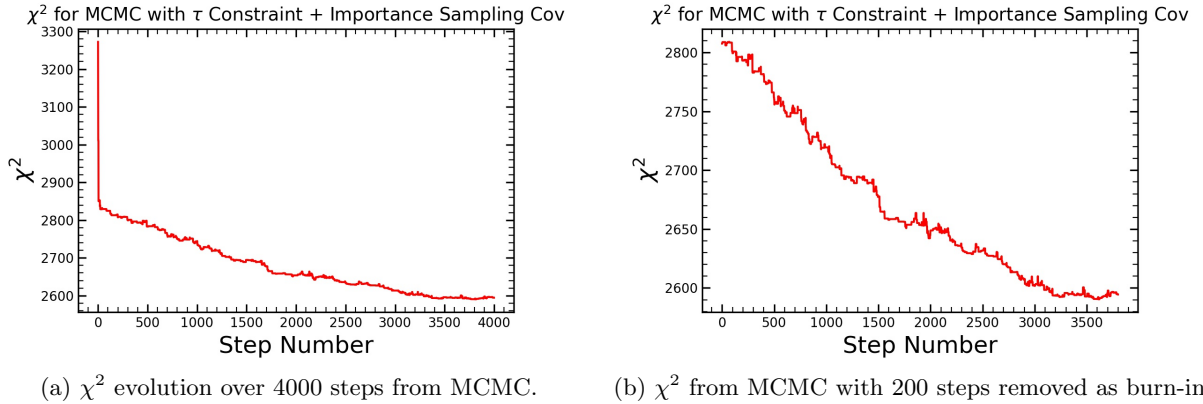 χ² for MCMC with τ Constraint + Importance Sampling Cov
3300
3200
3100
3000
2900
2800
2700
2600
χ²
0 500 1000 1500 2000 2500 3000 3500 4000
Step Number
(a) χ² evolution over 4000 steps from MCMC.
χ² for MCMC with τ Constraint + Importance Sampling Cov
2800
2750
2700
2650
2600
χ²
0 500 1000 1500 2000 2500 3000 3500
Step Number
(b) χ² from MCMC with 200 steps removed as burn-in